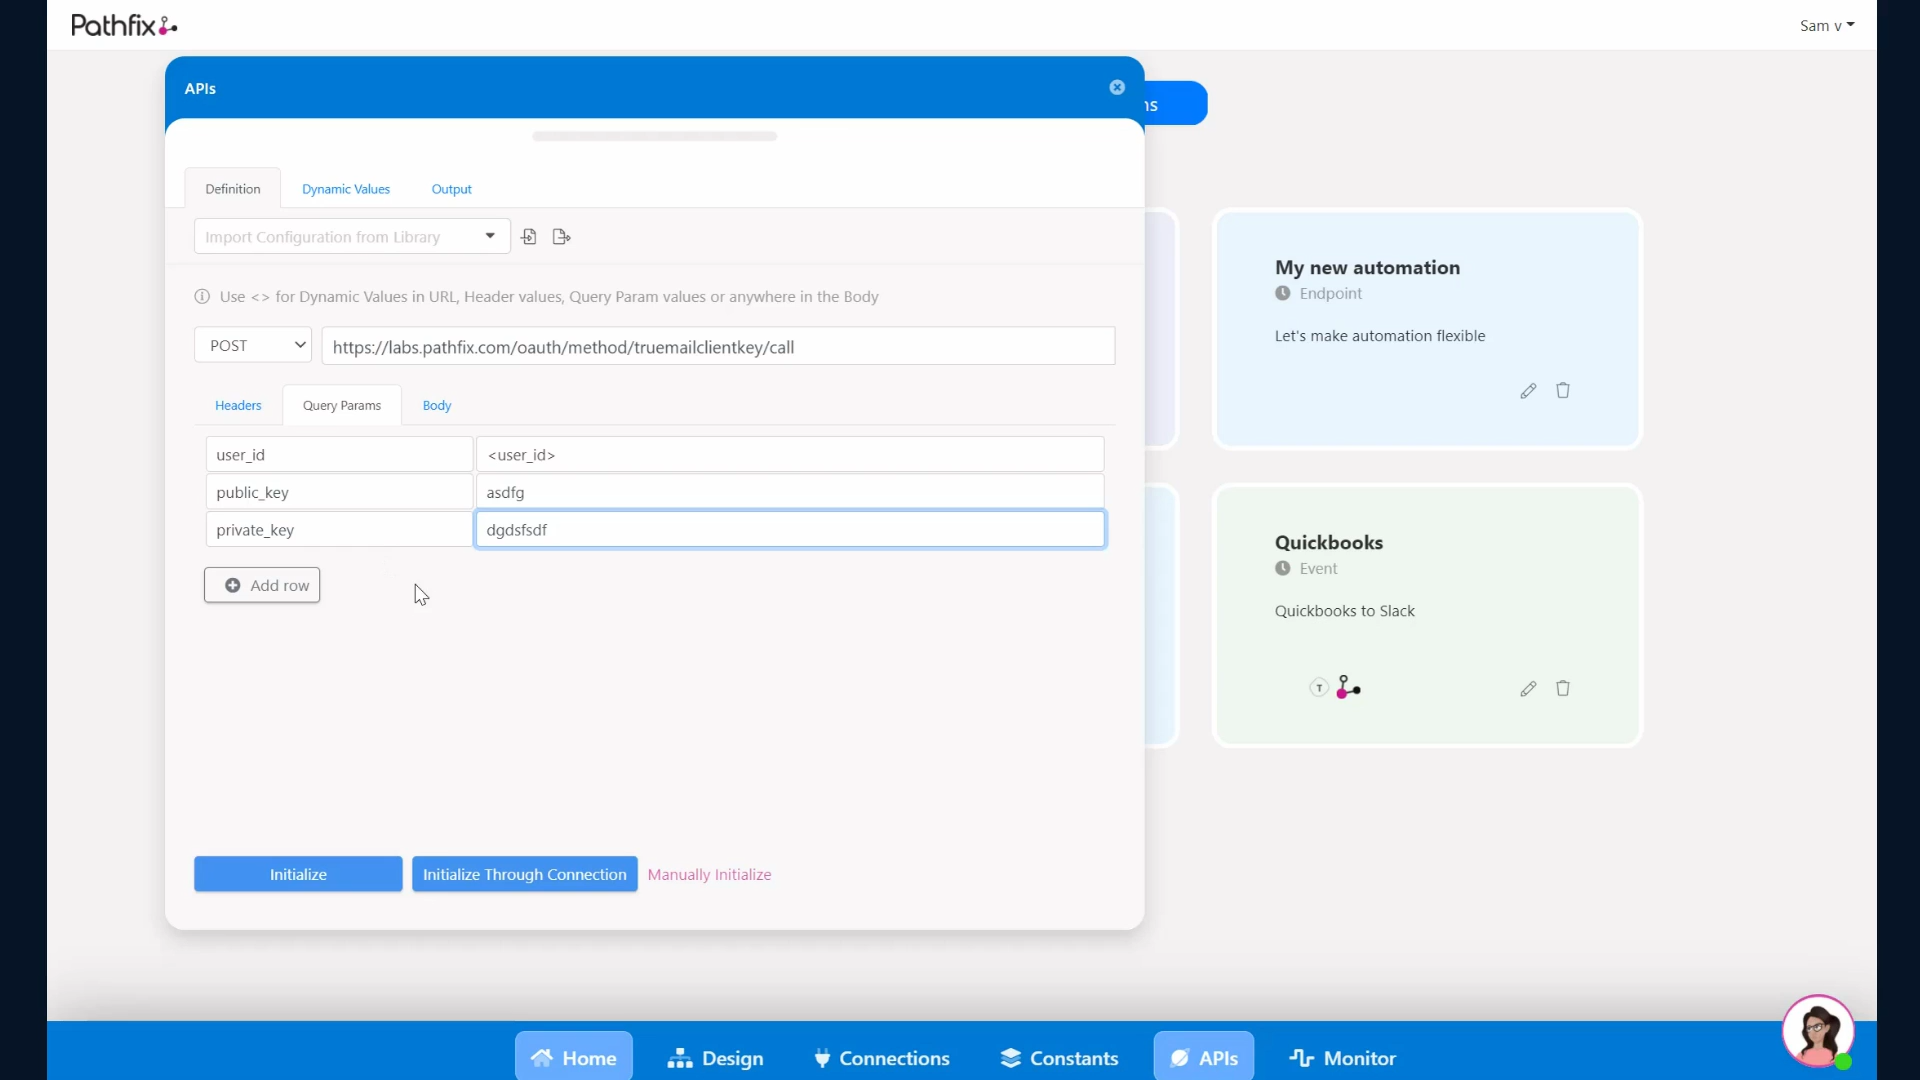 Pathfix
Sam v
APIs
ns
Definition
Dynamic Values
Output
Import Configuration from Library
Use <> for Dynamic Values in URL, Header values, Query Param values or anywhere in the Body
POST
https://labs.pathfix.com/oauth/method/truemailclientkey/call
Headers
Query Params
Body
user_id
<user_id>
public_key
asdfg
private_key
dgdsfsdf
Add row
Initialize
Initialize Through Connection
Manually Initialize
My new automation
Endpoint
Let's make automation flexible
Quickbooks
Event
Quickbooks to Slack
T
Home
Design
Connections
Constants
APIs
Monitor